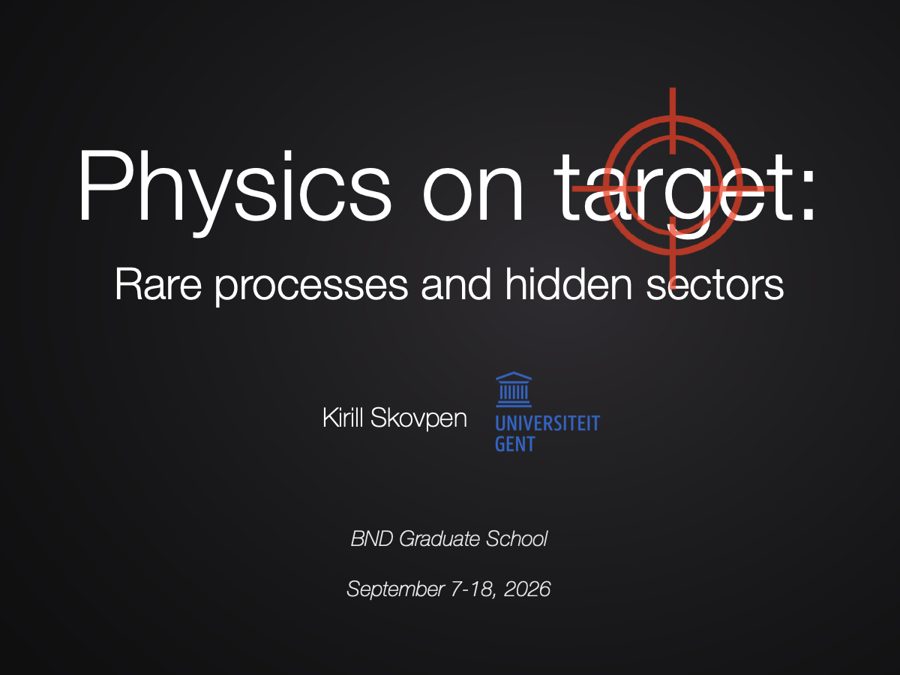 Physics on target:
Rare processes and hidden sectors
Kirill Skovpen
UNIVERSITEIT
GENT
BND Graduate School
September 7-18, 2026